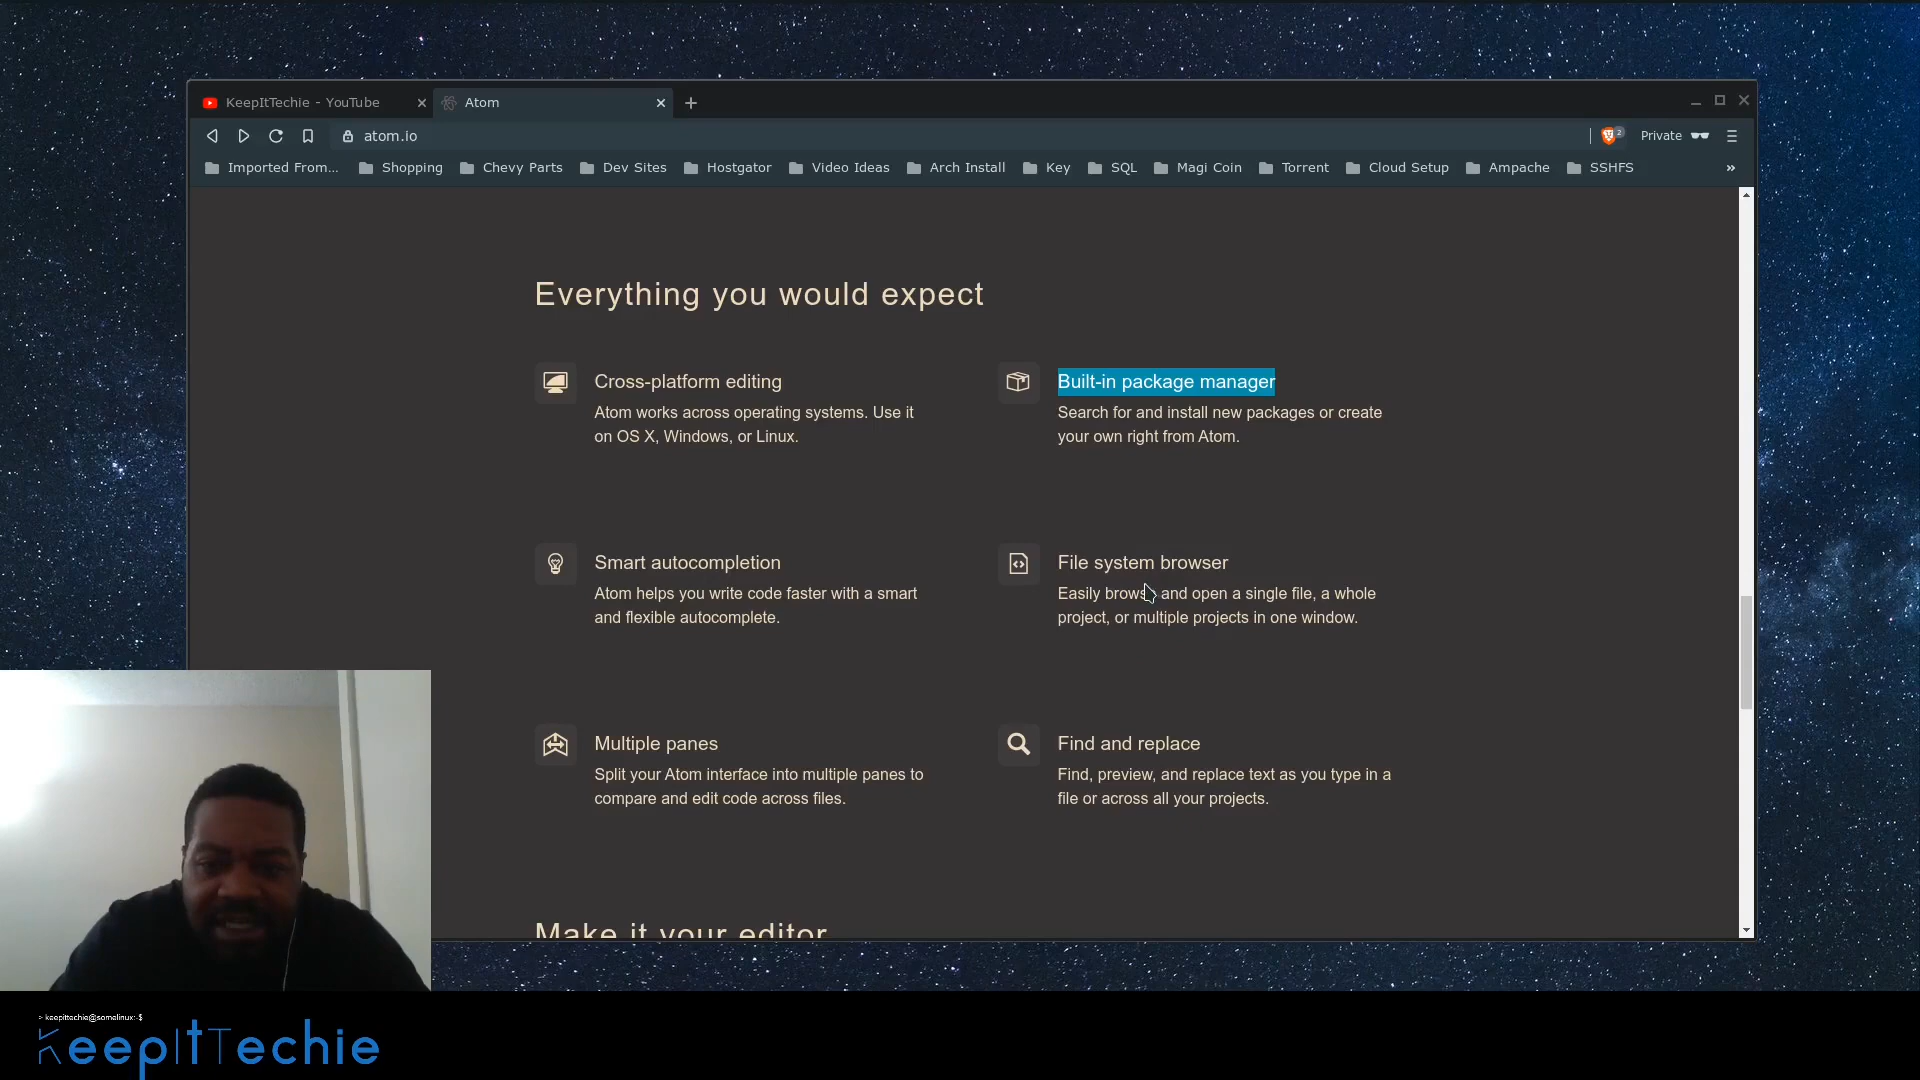 KeepItTechie - YouTube
Atom
atom.io
2
Private
Imported From...
Shopping
Chevy Parts
Dev Sites
Hostgator
Video Ideas
Arch Install
Key
SQL
Magi Coin
Torrent
Cloud Setup
Ampache
SSHFS
»
Everything you would expect
Cross-platform editing
Atom works across operating systems. Use it
on OS X, Windows, or Linux.
Built-in package manager
Search for and install new packages or create
your own right from Atom.
Smart autocompletion
Atom helps you write code faster with a smart
and flexible autocomplete.
File system browser
Easily browse and open a single file, a whole
project, or multiple projects in one window.
Multiple panes
Split your Atom interface into multiple panes to
compare and edit code across files.
Find and replace
Find, preview, and replace text as you type in a
file or across all your projects.
Make it your editor
> keepittechie@somelinux:~$
KeepItTechie